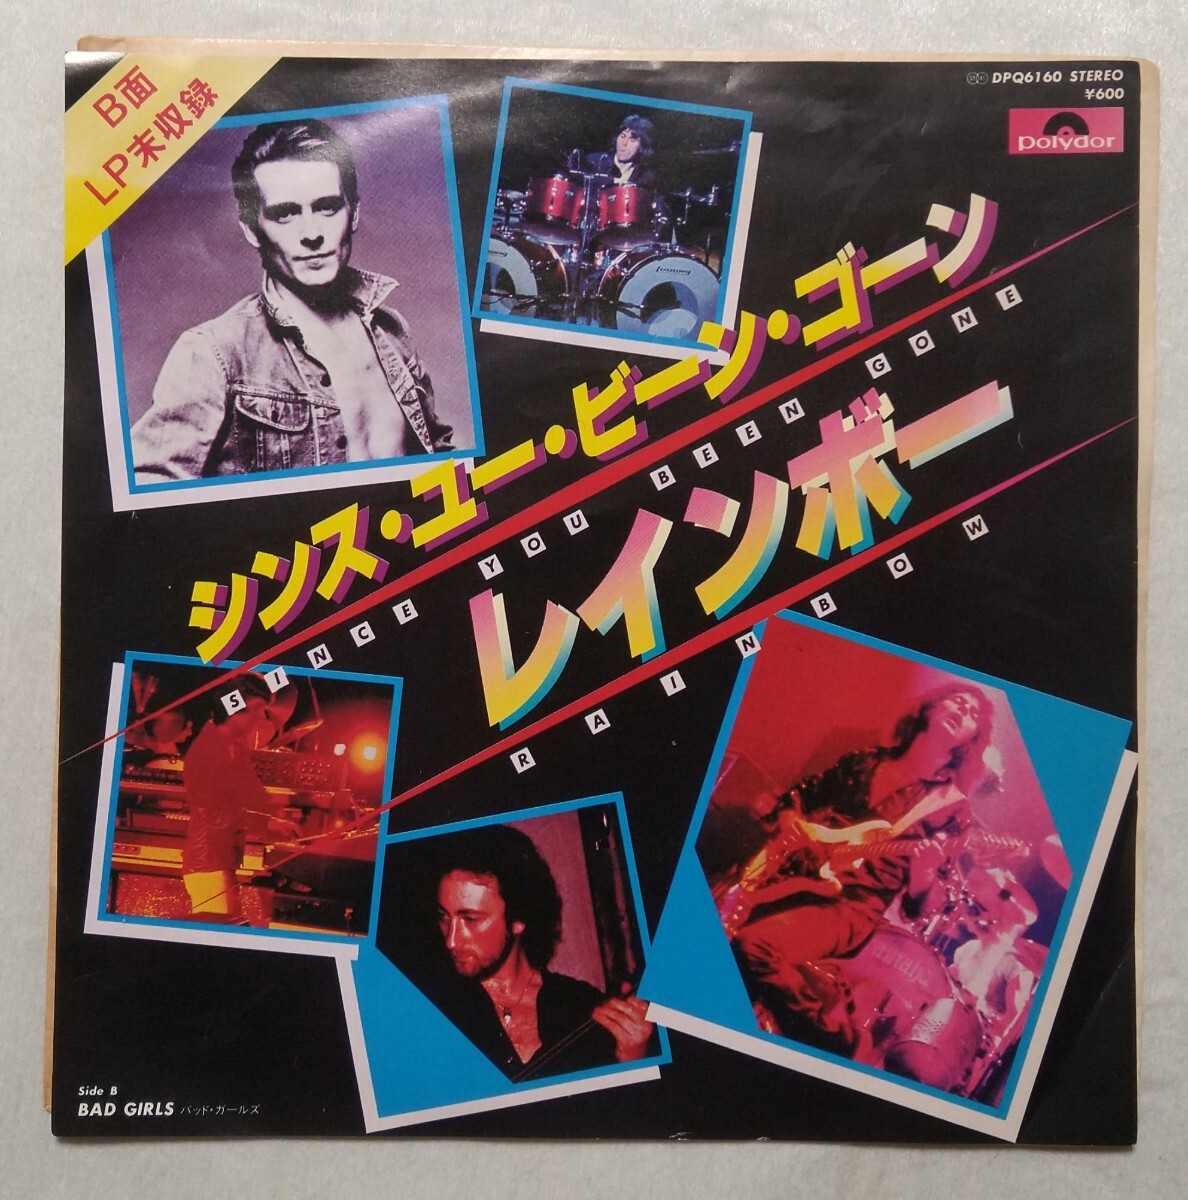 B面
LP未収録
DPQ6160 STEREO
¥600
polydor
シンス・ユー・ビーン・ゴーン
SINCE YOU BEEN GONE
レインボー
RAINBOW
Ludwig
Side B
BAD GIRLS バッド・ガールズ